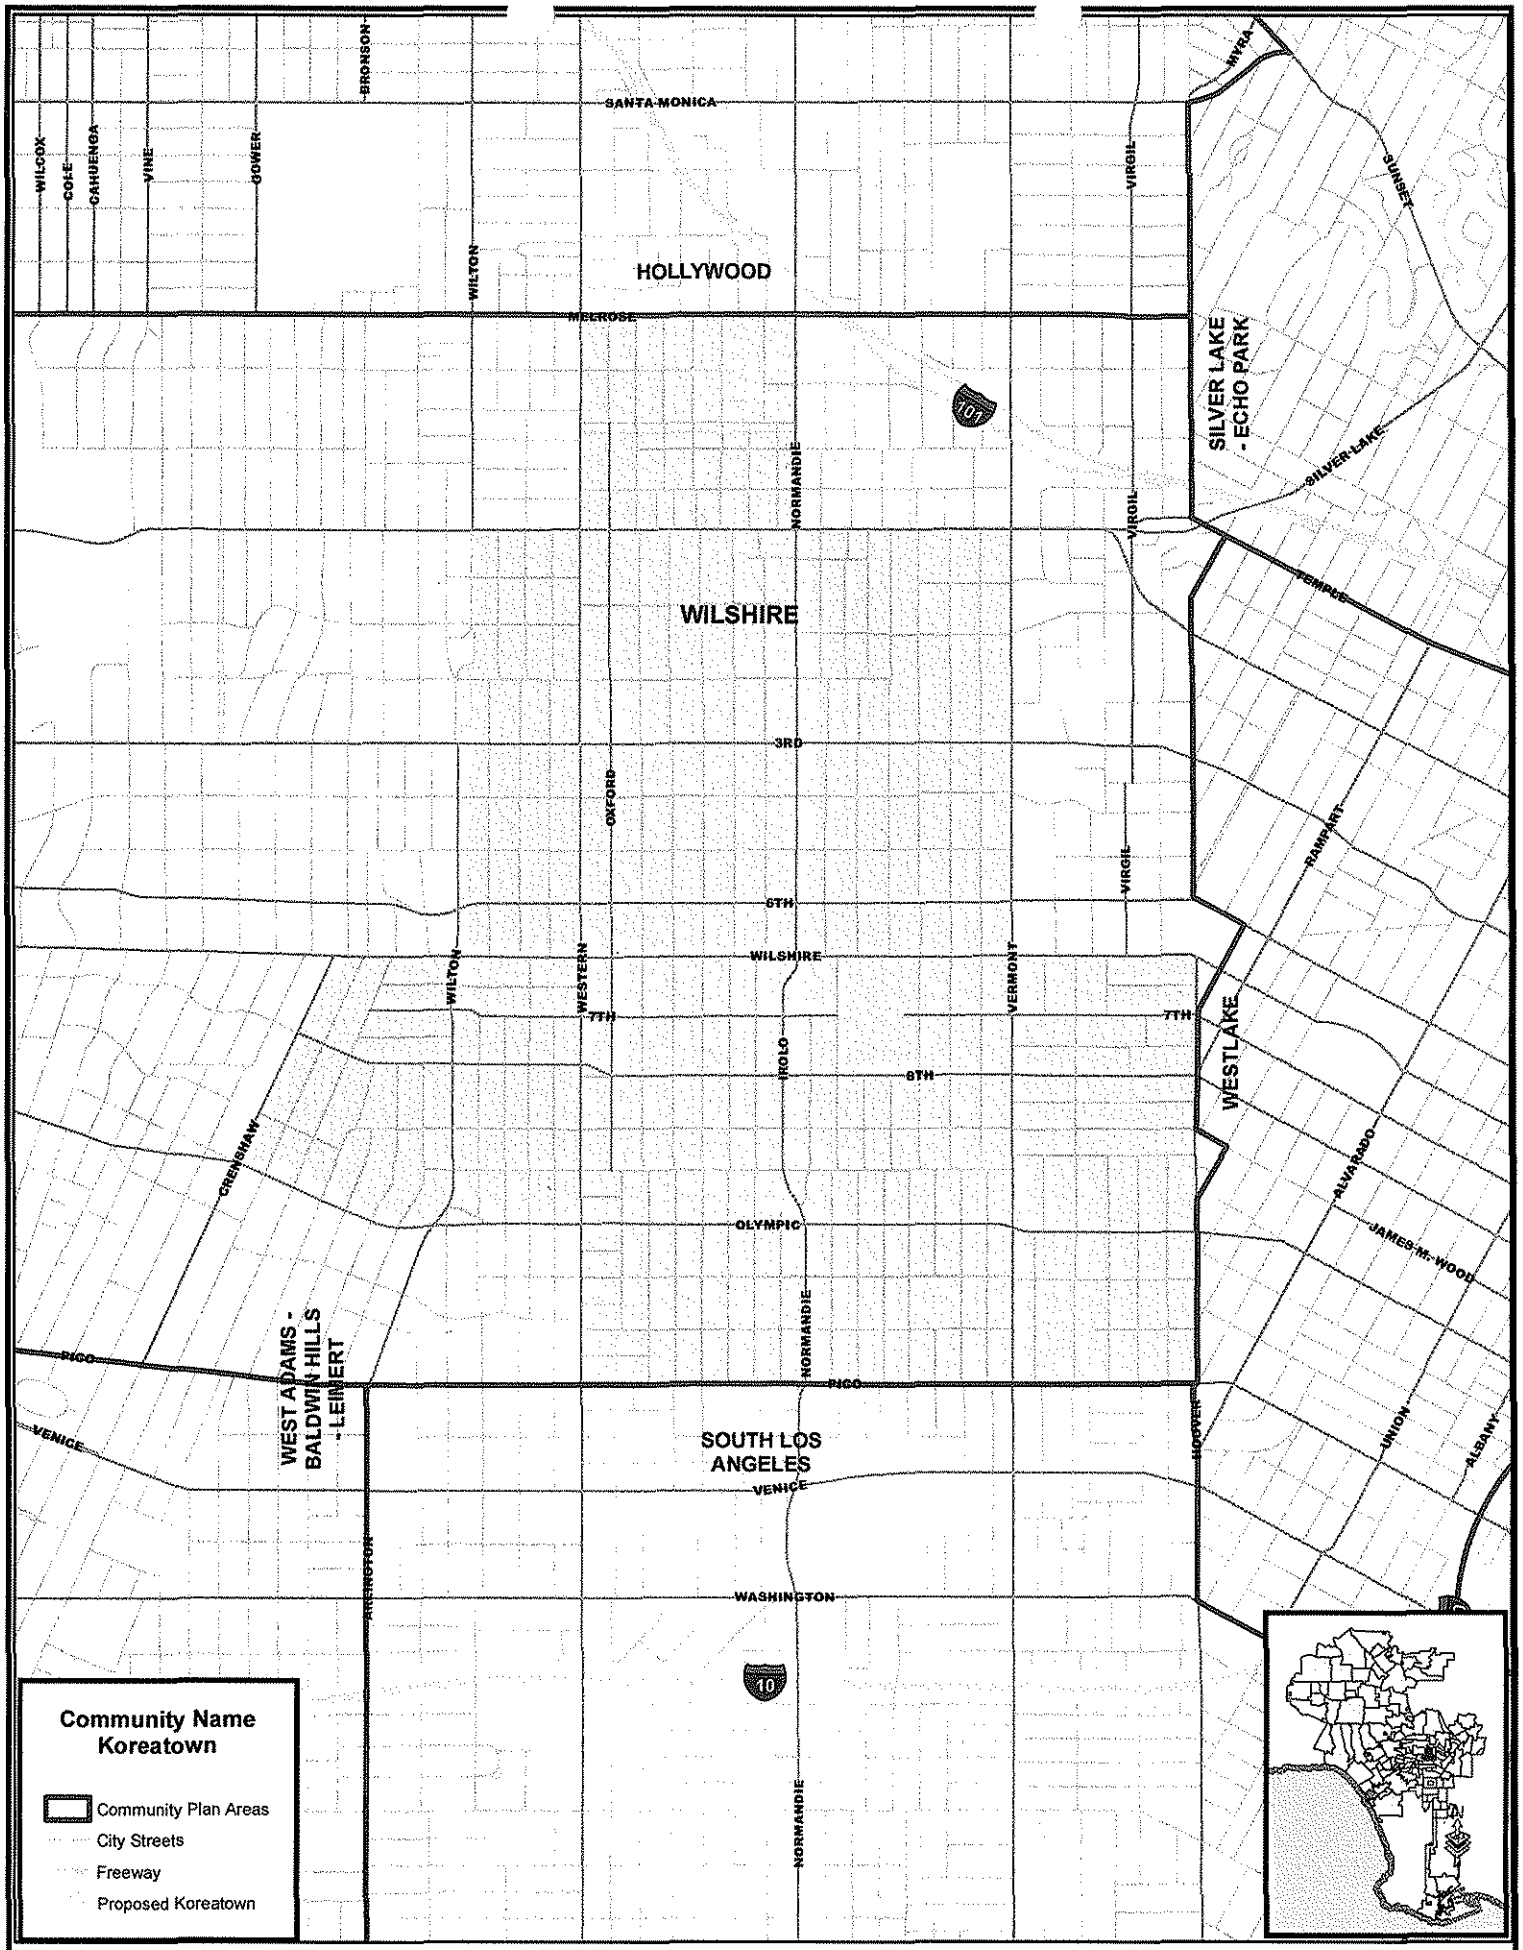 BRONSON
MYRA
SANTA MONICA
WILCOX
COLE
CAHUENGA
VINE
GOWER
VIRGIL
SUNSET
WILTON
HOLLYWOOD
MELROSE
SILVER LAKE
- ECHO PARK
101
NORMANDIE
SILVER LAKE
VIRGIL
TEMPLE
WILSHIRE
3RD
OXFORD
RAMPART
VIRGIL
6TH
WILTON
WESTERN
WILSHIRE
VERMONT
7TH
7TH
WESTLAKE
IROLO
8TH
CRENSHAW
ALVARADO
OLYMPIC
JAMES M. WOOD
WEST ADAMS -
BALDWIN HILLS
- LEIMERT
NORMANDIE
PICO
PICO
VENICE
SOUTH LOS
ANGELES
HOOVER
UNION
ALBANY
VENICE
ARLINGTON
WASHINGTON
10
NORMANDIE
Community Name
Koreatown
Community Plan Areas
City Streets
Freeway
Proposed Koreatown